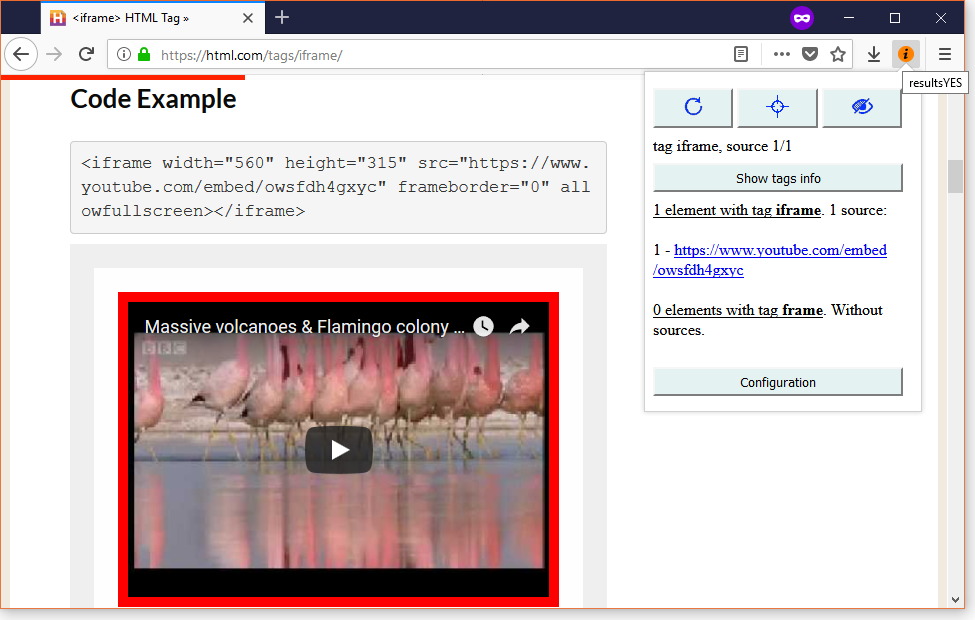 <iframe> HTML Tag »
https://html.com/tags/iframe/
resultsYES
Code Example
<iframe width="560" height="315" src="https://www.
youtube.com/embed/owsfdh4gxyc" frameborder="0" all
owfullscreen></iframe>
Massive volcanoes & Flamingo colony ...
BBC
tag iframe, source 1/1
Show tags info
1 element with tag iframe. 1 source:
1 - https://www.youtube.com/embed
/owsfdh4gxyc
0 elements with tag frame. Without
sources.
Configuration